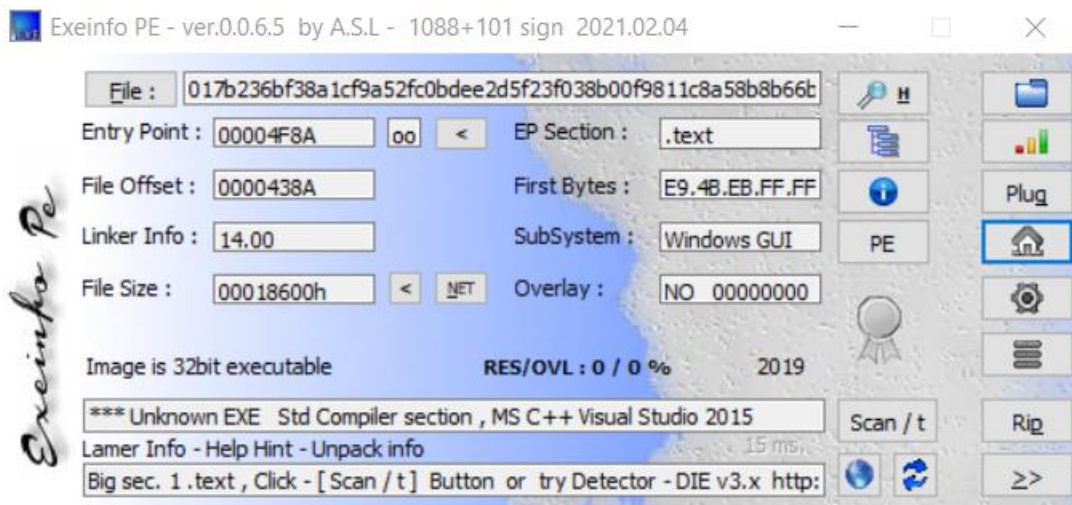 Exeinfo PE - ver.0.0.6.5 by A.S.L - 1088+101 sign 2021.02.04
File : 017b236bf38a1cf9a52fc0bdee2d5f23f038b00f9811c8a58b8b66b H
Entry Point : 00004F8A oo < EP Section : .text
File Offset : 0000438A First Bytes : E9.4B.EB.FF.FF Plug
Linker Info : 14.00 SubSystem : Windows GUI PE
File Size : 00018600h < NET Overlay : NO 00000000
Exeinfo Pe
Image is 32bit executable RES/OVL : 0 / 0 % 2019
*** Unknown EXE Std Compiler section , MS C++ Visual Studio 2015 Scan / t Rip
Lamer Info - Help Hint - Unpack info 15 ms.
Big sec. 1 .text , Click - [ Scan / t ] Button or try Detector - DIE v3.x http: >>